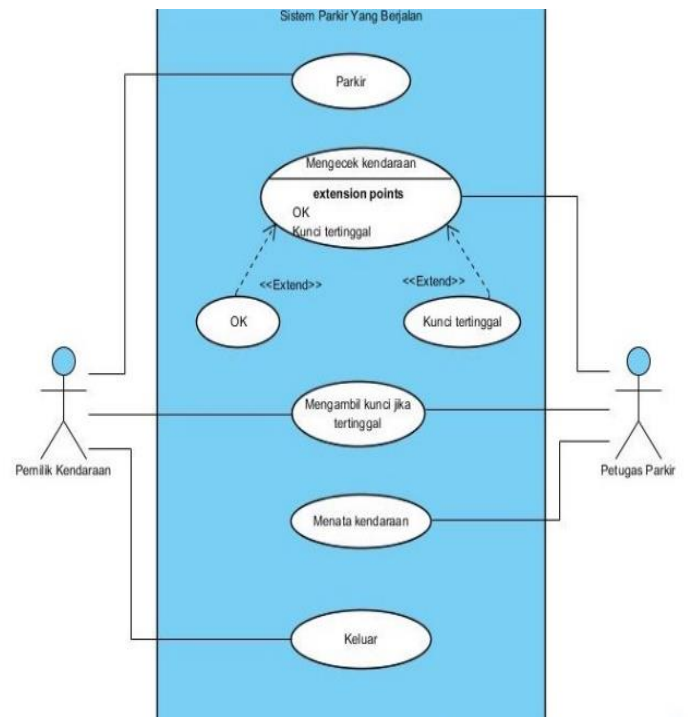 Sistem Parkir Yang Berjalan
Parkir
Mengecek kendaraan
extension points
OK
Kunci tertinggal
<<Extend>>
<<Extend>>
OK
Kunci tertinggal
Mengambil kunci jika
tertinggal
Pemilik Kendaraan
Petugas Parkir
Menata kendaraan
Keluar